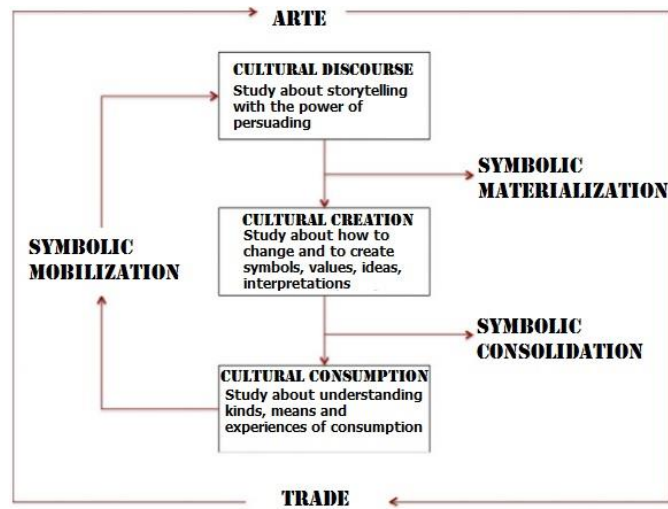 ARTE
CULTURAL DISCOURSE
Study about storytelling
with the power of
persuading
SYMBOLIC
MATERIALIZATION
CULTURAL CREATION
Study about how to
change and to create
symbols, values, ideas,
interpretations
SYMBOLIC
MOBILIZATION
SYMBOLIC
CONSOLIDATION
CULTURAL CONSUMPTION
Study about understanding
kinds, means and
experiences of consumption
TRADE